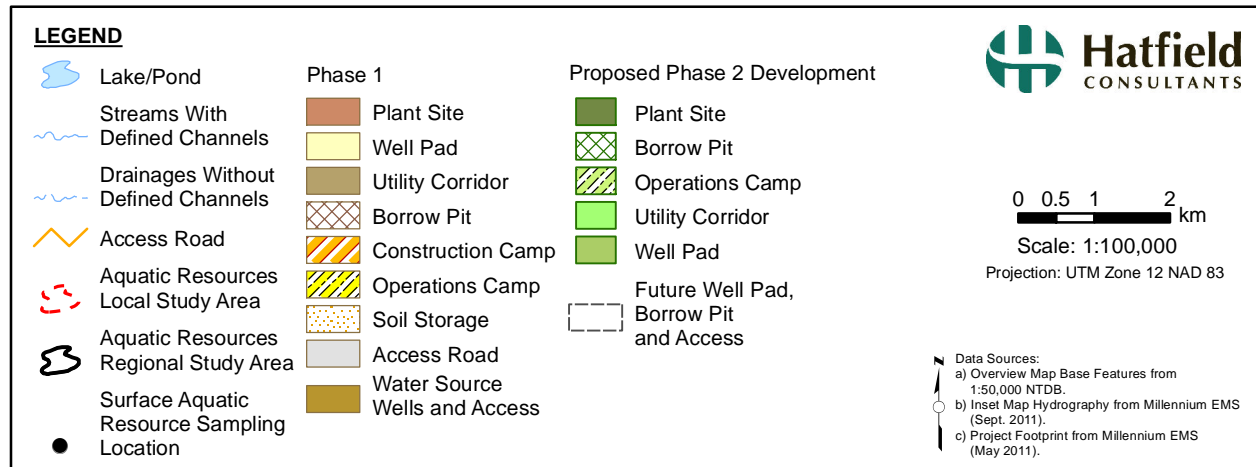 LEGEND
Lake/Pond
Streams With
Defined Channels
Drainages Without
Defined Channels
Access Road
Aquatic Resources
Local Study Area
Aquatic Resources
Regional Study Area
Surface Aquatic
Resource Sampling
Location
Phase 1
Plant Site
Well Pad
Utility Corridor
Borrow Pit
Construction Camp
Operations Camp
Soil Storage
Access Road
Water Source
Wells and Access
Proposed Phase 2 Development
Plant Site
Borrow Pit
Operations Camp
Utility Corridor
Well Pad
Future Well Pad,
Borrow Pit
and Access
Hatfield
CONSULTANTS
0 0.5 1 2
km
Scale: 1:100,000
Projection: UTM Zone 12 NAD 83
N
Data Sources:
a) Overview Map Base Features from
1:50,000 NTDB.
b) Inset Map Hydrography from Millennium EMS
(Sept. 2011).
c) Project Footprint from Millennium EMS
(May 2011).